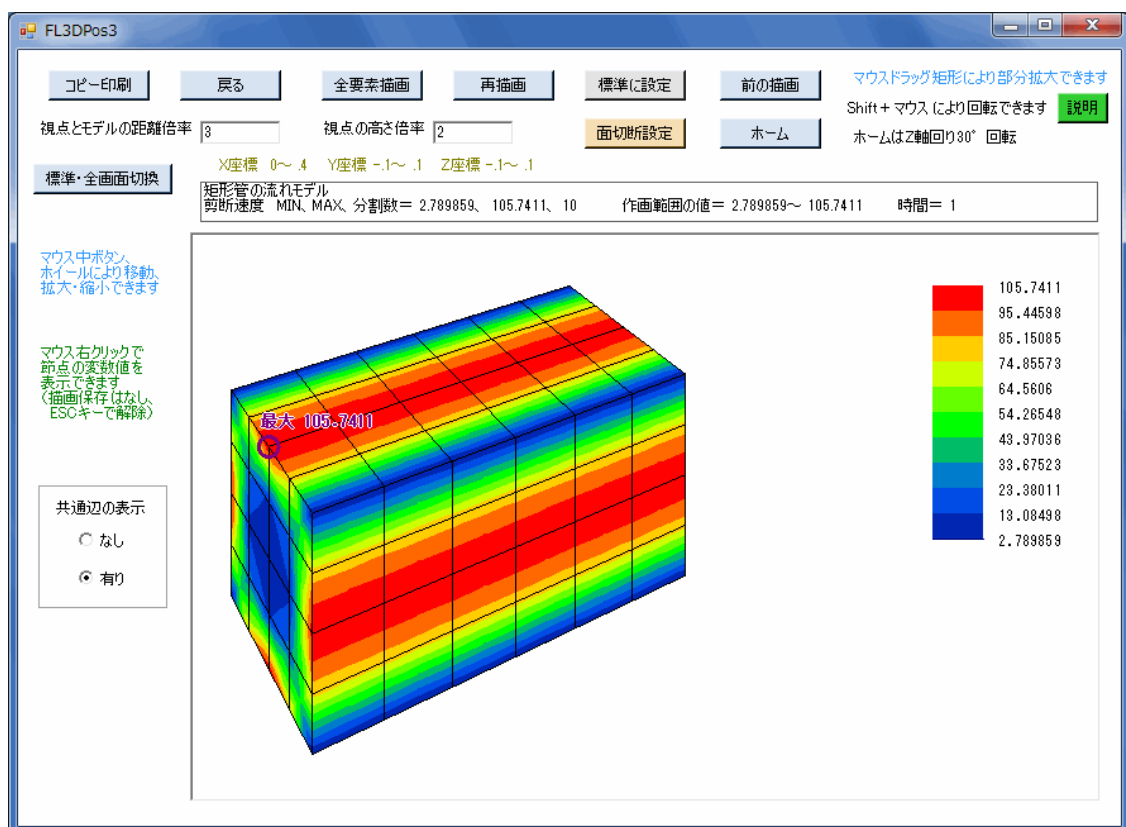 FL3DPos3
コピー印刷
戻る
全要素描画
再描画
標準に設定
前の描画
マウスドラッグ矩形により部分拡大できます
Shift+マウス により回転できます
説明
視点とモデルの距離倍率 3
視点の高さ倍率 2
面切断設定
ホーム
ホームはZ軸回り30° 回転
標準・全画面切換
X座標 0～ .4 Y座標 -.1～ .1 Z座標 -.1～ .1
矩形管の流れモデル
剪断速度 MIN、MAX、分割数= 2.789859、 105.7411、 10 作画範囲の値= 2.789859～ 105.7411 時間= 1
マウス中ボタン、
ホイールにより移動、
拡大・縮小できます
マウス右クリックで
節点の変数値を
表示できます
(描画保存はなし、
ESCキーで解除)
共通辺の表示
なし
有り
最大 105.7411
105.7411
95.44598
85.15085
74.85573
64.5606
54.26548
43.97036
33.67523
23.38011
13.08498
2.789859